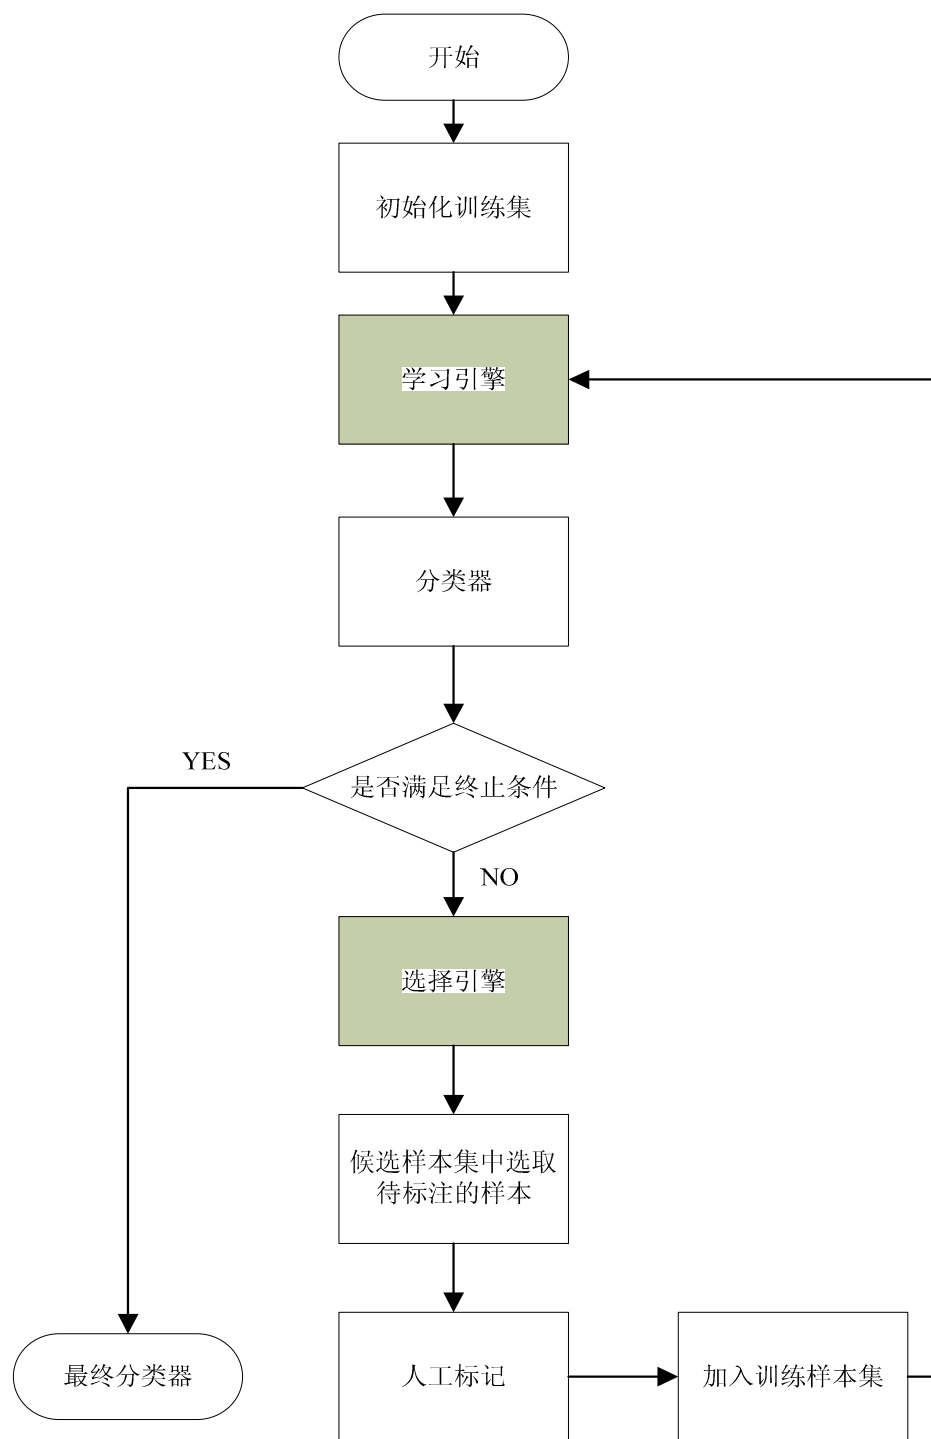 开始
初始化训练集
学习引擎
分类器
是否满足终止条件
YES
NO
选择引擎
候选样本集中选取
待标注的样本
人工标记
加入训练样本集
最终分类器